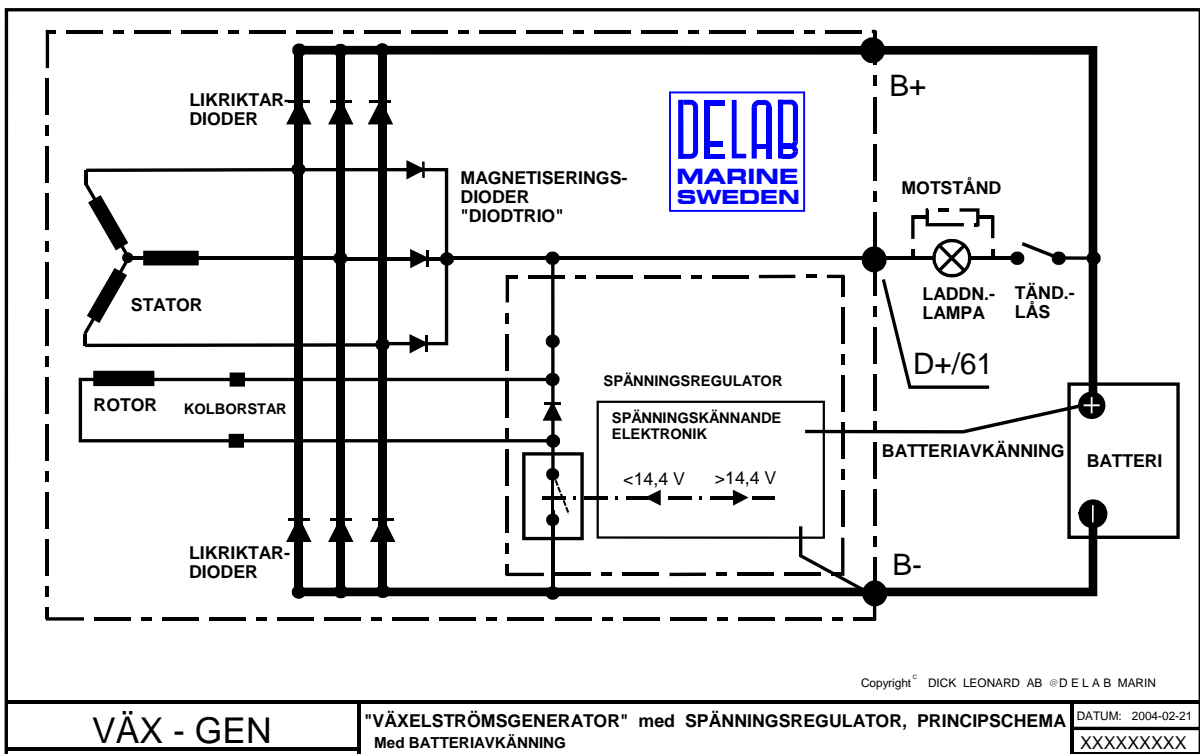 B+
LIKRIKTAR-
DIODER
DELAB
MARINE
SWEDEN
MAGNETISERINGS-
DIODER
"DIODTRIO"
MOTSTÅND
STATOR
LADDN.-
LAMPA
TÄND.-
LÅS
D+/61
ROTOR
KOLBORSTAR
SPÄNNINGSREGULATOR
SPÄNNINGSKÄNNANDE
ELEKTRONIK
<14,4 V >14,4 V
BATTERIAVKÄNNING
+
BATTERI
LIKRIKTAR-
DIODER
B-
Copyright c DICK LEONARD AB @D E L A B MARIN
VÄX - GEN
"VÄXELSTRÖMSGENERATOR" med SPÄNNINGSREGULATOR, PRINCIPSCHEMA
Med BATTERIAVKÄNNING
DATUM: 2004-02-21
XXXXXXXXX